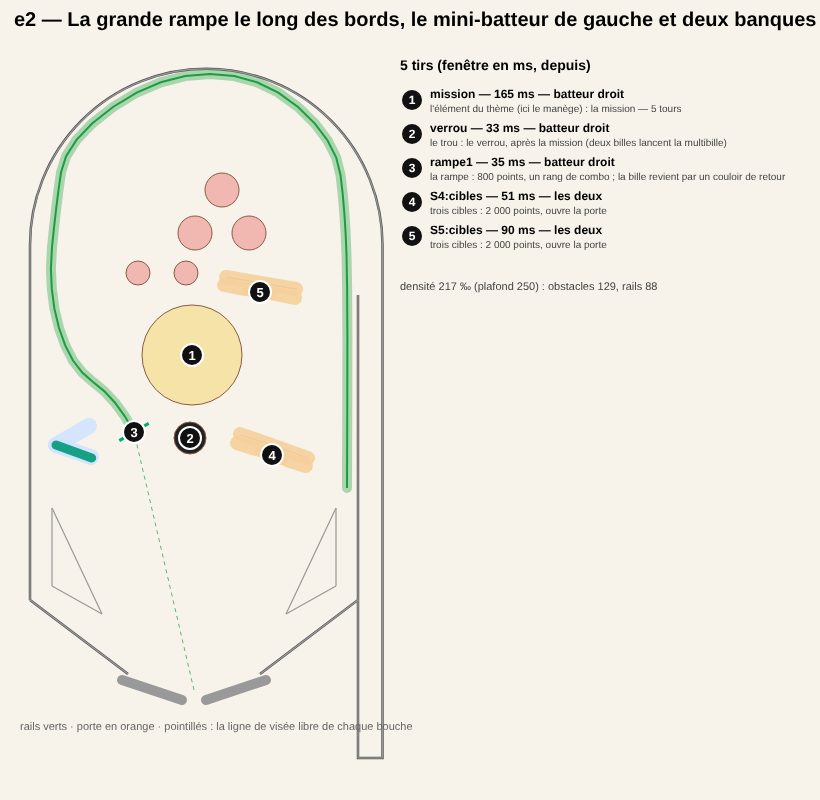 e2 — La grande rampe le long des bords, le mini-batteur de gauche et deux banques
5 tirs (fenêtre en ms, depuis)
1 mission — 165 ms — batteur droit
l'élément du thème (ici le manège) : la mission — 5 tours
2 verrou — 33 ms — batteur droit
le trou : le verrou, après la mission (deux billes lancent la multibille)
3 rampe1 — 35 ms — batteur droit
la rampe : 800 points, un rang de combo ; la bille revient par un couloir de retour
4 S4:cibles — 51 ms — les deux
trois cibles : 2 000 points, ouvre la porte
5 S5:cibles — 90 ms — les deux
trois cibles : 2 000 points, ouvre la porte
densité 217 ‰ (plafond 250) : obstacles 129, rails 88
5
1
3
2
4
rails verts · porte en orange · pointillés : la ligne de visée libre de chaque bouche